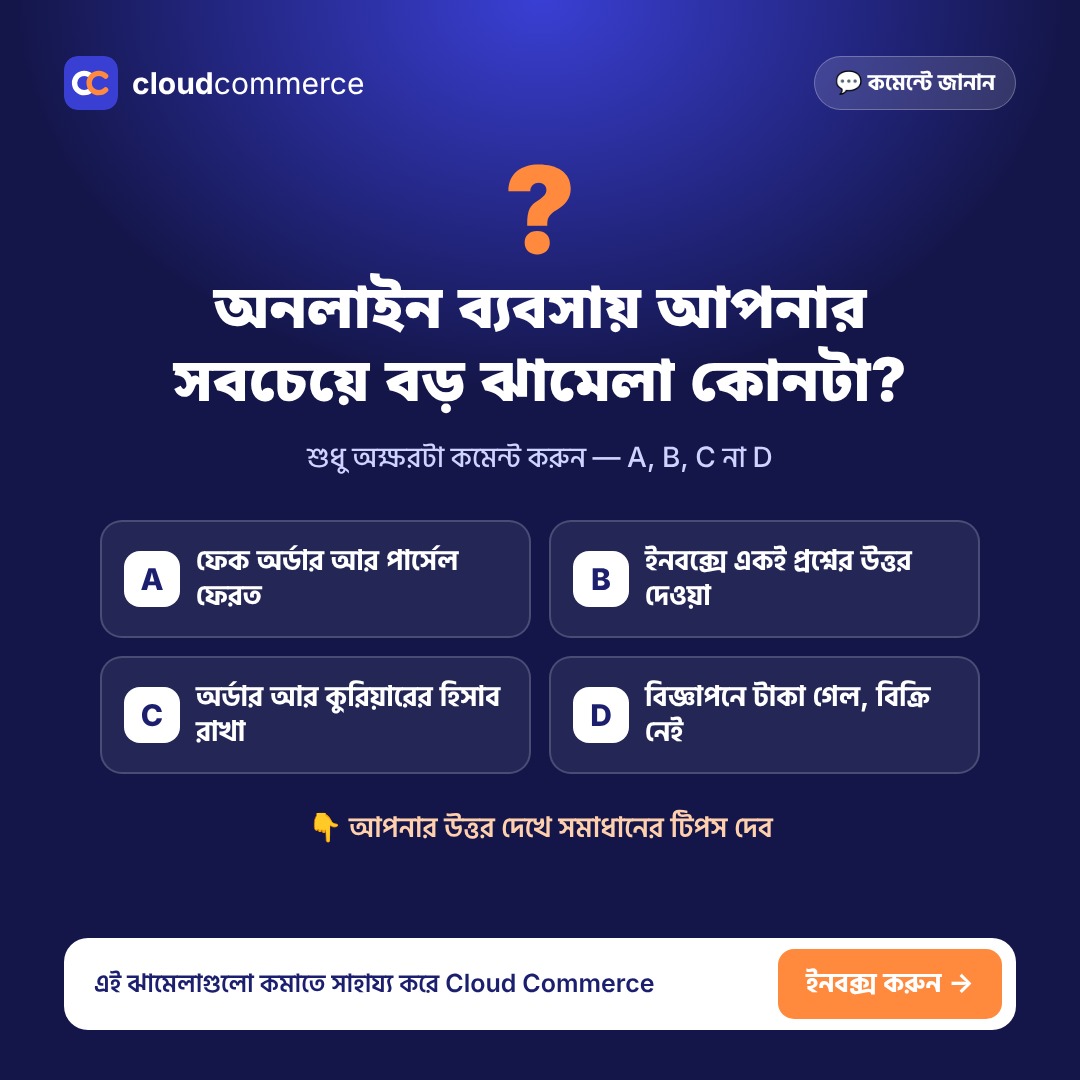 cloudcommerce
💬 কমেন্টে জানান
?
অনলাইন ব্যবসায় আপনার
সবচেয়ে বড় ঝামেলা কোনটা?
শুধু অক্ষরটা কমেন্ট করুন — A, B, C না D
A
ফেক অর্ডার আর পার্সেল
ফেরত
B
ইনবক্সে একই প্রশ্নের উত্তর
দেওয়া
C
অর্ডার আর কুরিয়ারের হিসাব
রাখা
D
বিজ্ঞাপনে টাকা গেল, বিক্রি
নেই
👇 আপনার উত্তর দেখে সমাধানের টিপস দেব
এই ঝামেলাগুলো কমাতে সাহায্য করে Cloud Commerce
ইনবক্স করুন →